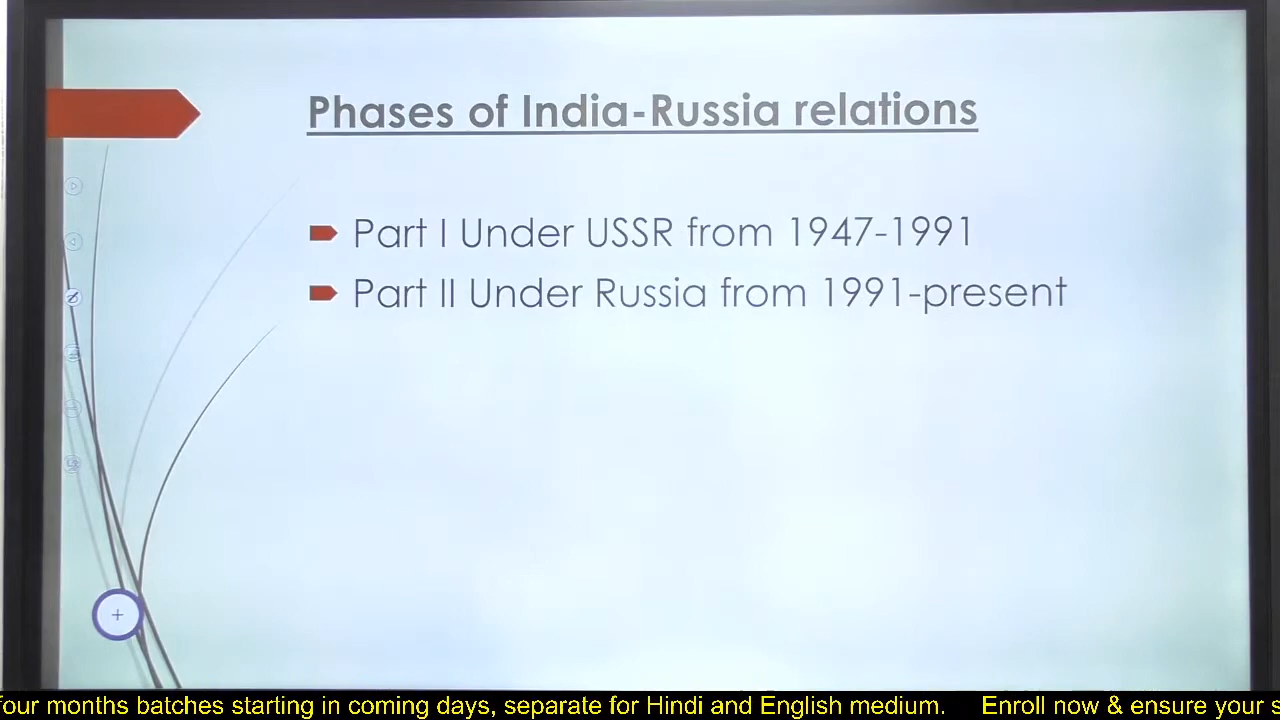 Phases of India-Russia relations
Part I Under USSR from 1947-1991
Part II Under Russia from 1991-present
four months batches starting in coming days, separate for Hindi and English medium. Enroll now & ensure your